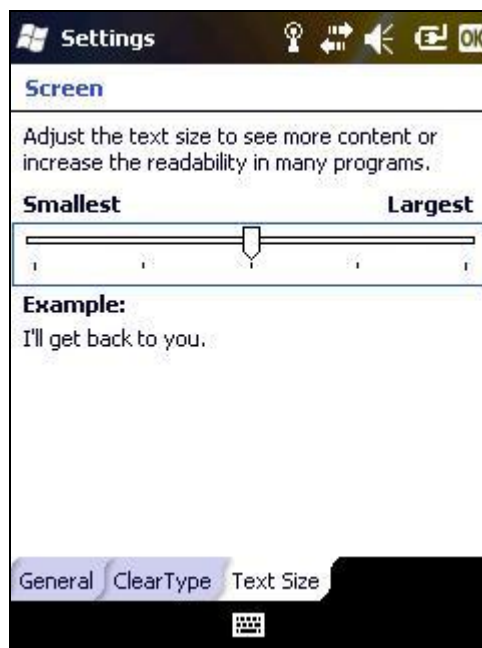 Settings
OK
Screen
Adjust the text size to see more content or
increase the readability in many programs.
Smallest Largest
Example:
I'll get back to you.
General ClearType Text Size